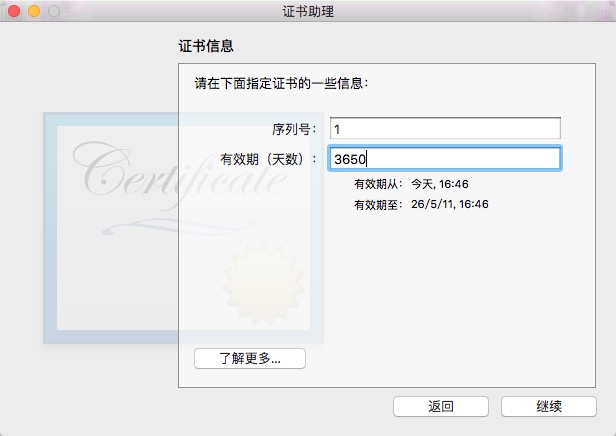 证书助理
证书信息
请在下面指定证书的一些信息：
Certificate
序列号： 1
有效期（天数）： 3650
有效期从： 今天, 16:46
有效期至： 26/5/11, 16:46
了解更多...
返回 继续